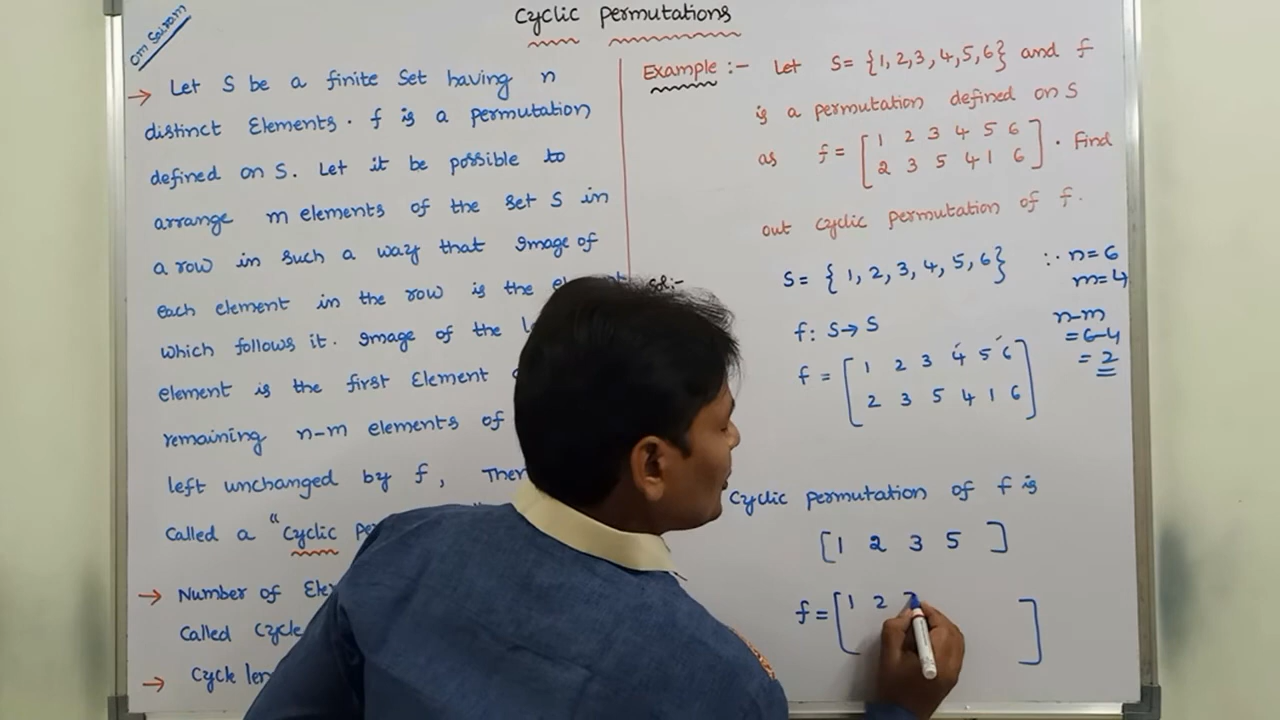 Cyclic Permutations
Om Sairam
→ Let S be a finite Set having n
distinct Elements. f is a permutation
defined on S. Let it be possible to
arrange m elements of the set S in
a row in such a way that Image of
each element in the row is the
which follows it. Image of the
element is the first Element
remaining n-m elements of
left unchanged by f,
Called a "Cyclic
→ Number of
Called Cycle
→ Cycle
Example :- Let S= {1,2,3,4,5,6} and f
is a permutation defined on S
as f= [ 1 2 3 4 5 6 ] . Find
2 3 5 4 1 6
out cyclic permutation of f.
Sol:-
S= { 1, 2, 3, 4, 5, 6} ∴ n=6
m=4
n-m
=6-4
= 2
f: S→ S
f = [ 1 2 3 4 5 6 ]
2 3 5 4 1 6
Cyclic permutation of f is
[1 2 3 5 ]
f= [ 1 2 ]